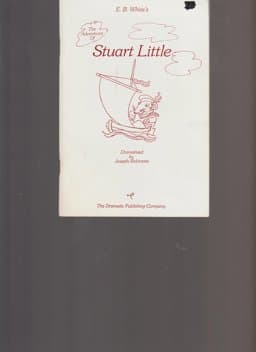 E. B. White's
The
Adventures
Of
Stuart Little
Dramatized
by
Joseph Robinette
The Dramatic Publishing Company